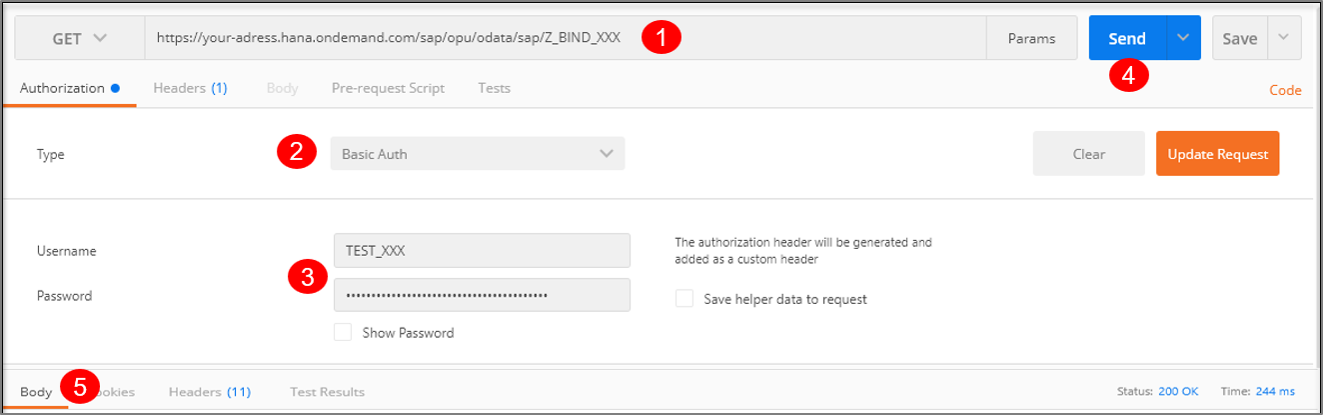 GET https://your-adress.hana.ondemand.com/sap/opu/odata/sap/Z_BIND_XXX 1 Params Send Save
4
Authorization Headers (1) Body Pre-request Script Tests Code
Type 2 Basic Auth Clear Update Request
Username TEST_XXX The authorization header will be generated and
added as a custom header
3
Password ••••••••••••••••••••••••••••••••••••••••• Save helper data to request
Show Password
Body 5 Headers (11) Test Results Status: 200 OK Time: 244 ms